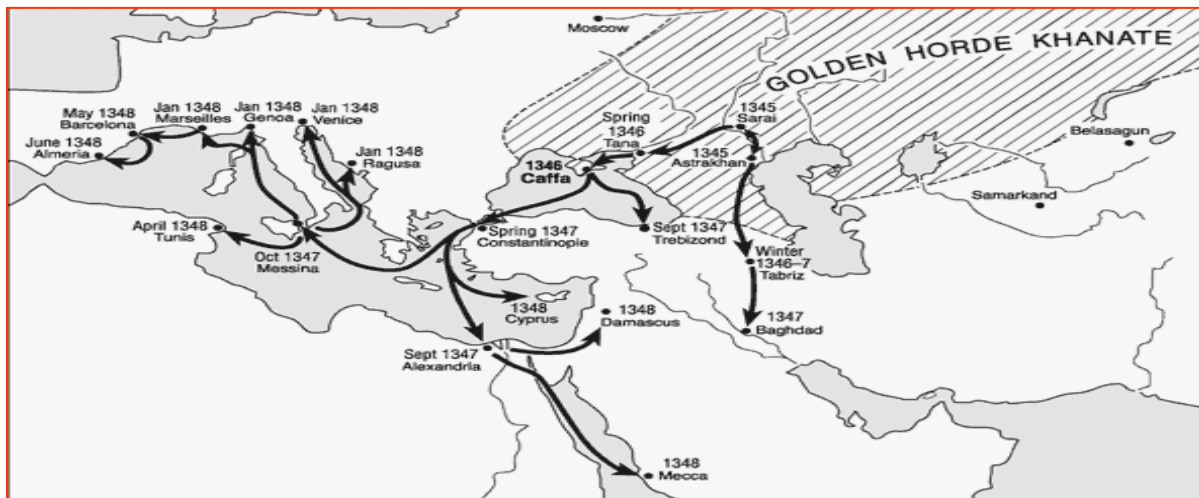 Moscow
GOLDEN HORDE KHANATE
May 1348
Barcelona
Jan 1348
Marseilles
Jan 1348
Genoa
Jan 1348
Venice
June 1348
Almeria
Jan 1348
Ragusa
Spring
1346
Tana
1345
Sarai
1345
Astrakhan
Belasagun
1346
Caffa
Samarkand
April 1348
Tunis
Oct 1347
Messina
Spring 1347
Constantinople
Sept 1347
Trebizond
Winter
1346–7
Tabriz
1348
Cyprus
1348
Damascus
1347
Baghdad
Sept 1347
Alexandria
1348
Mecca